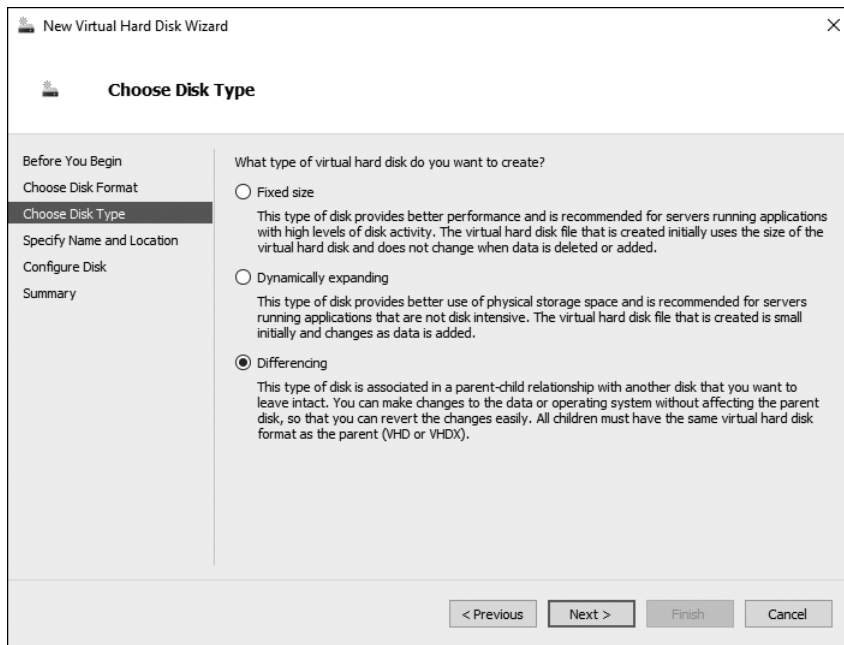 New Virtual Hard Disk Wizard
Choose Disk Type
Before You Begin
Choose Disk Format
Choose Disk Type
Specify Name and Location
Configure Disk
Summary
What type of virtual hard disk do you want to create?
Fixed size
This type of disk provides better performance and is recommended for servers running applications
with high levels of disk activity. The virtual hard disk file that is created initially uses the size of the
virtual hard disk and does not change when data is deleted or added.
Dynamically expanding
This type of disk provides better use of physical storage space and is recommended for servers
running applications that are not disk intensive. The virtual hard disk file that is created is small
initially and changes as data is added.
Differencing
This type of disk is associated in a parent-child relationship with another disk that you want to
leave intact. You can make changes to the data or operating system without affecting the parent
disk, so that you can revert the changes easily. All children must have the same virtual hard disk
format as the parent (VHD or VHDX).
< Previous
Next >
Finish
Cancel